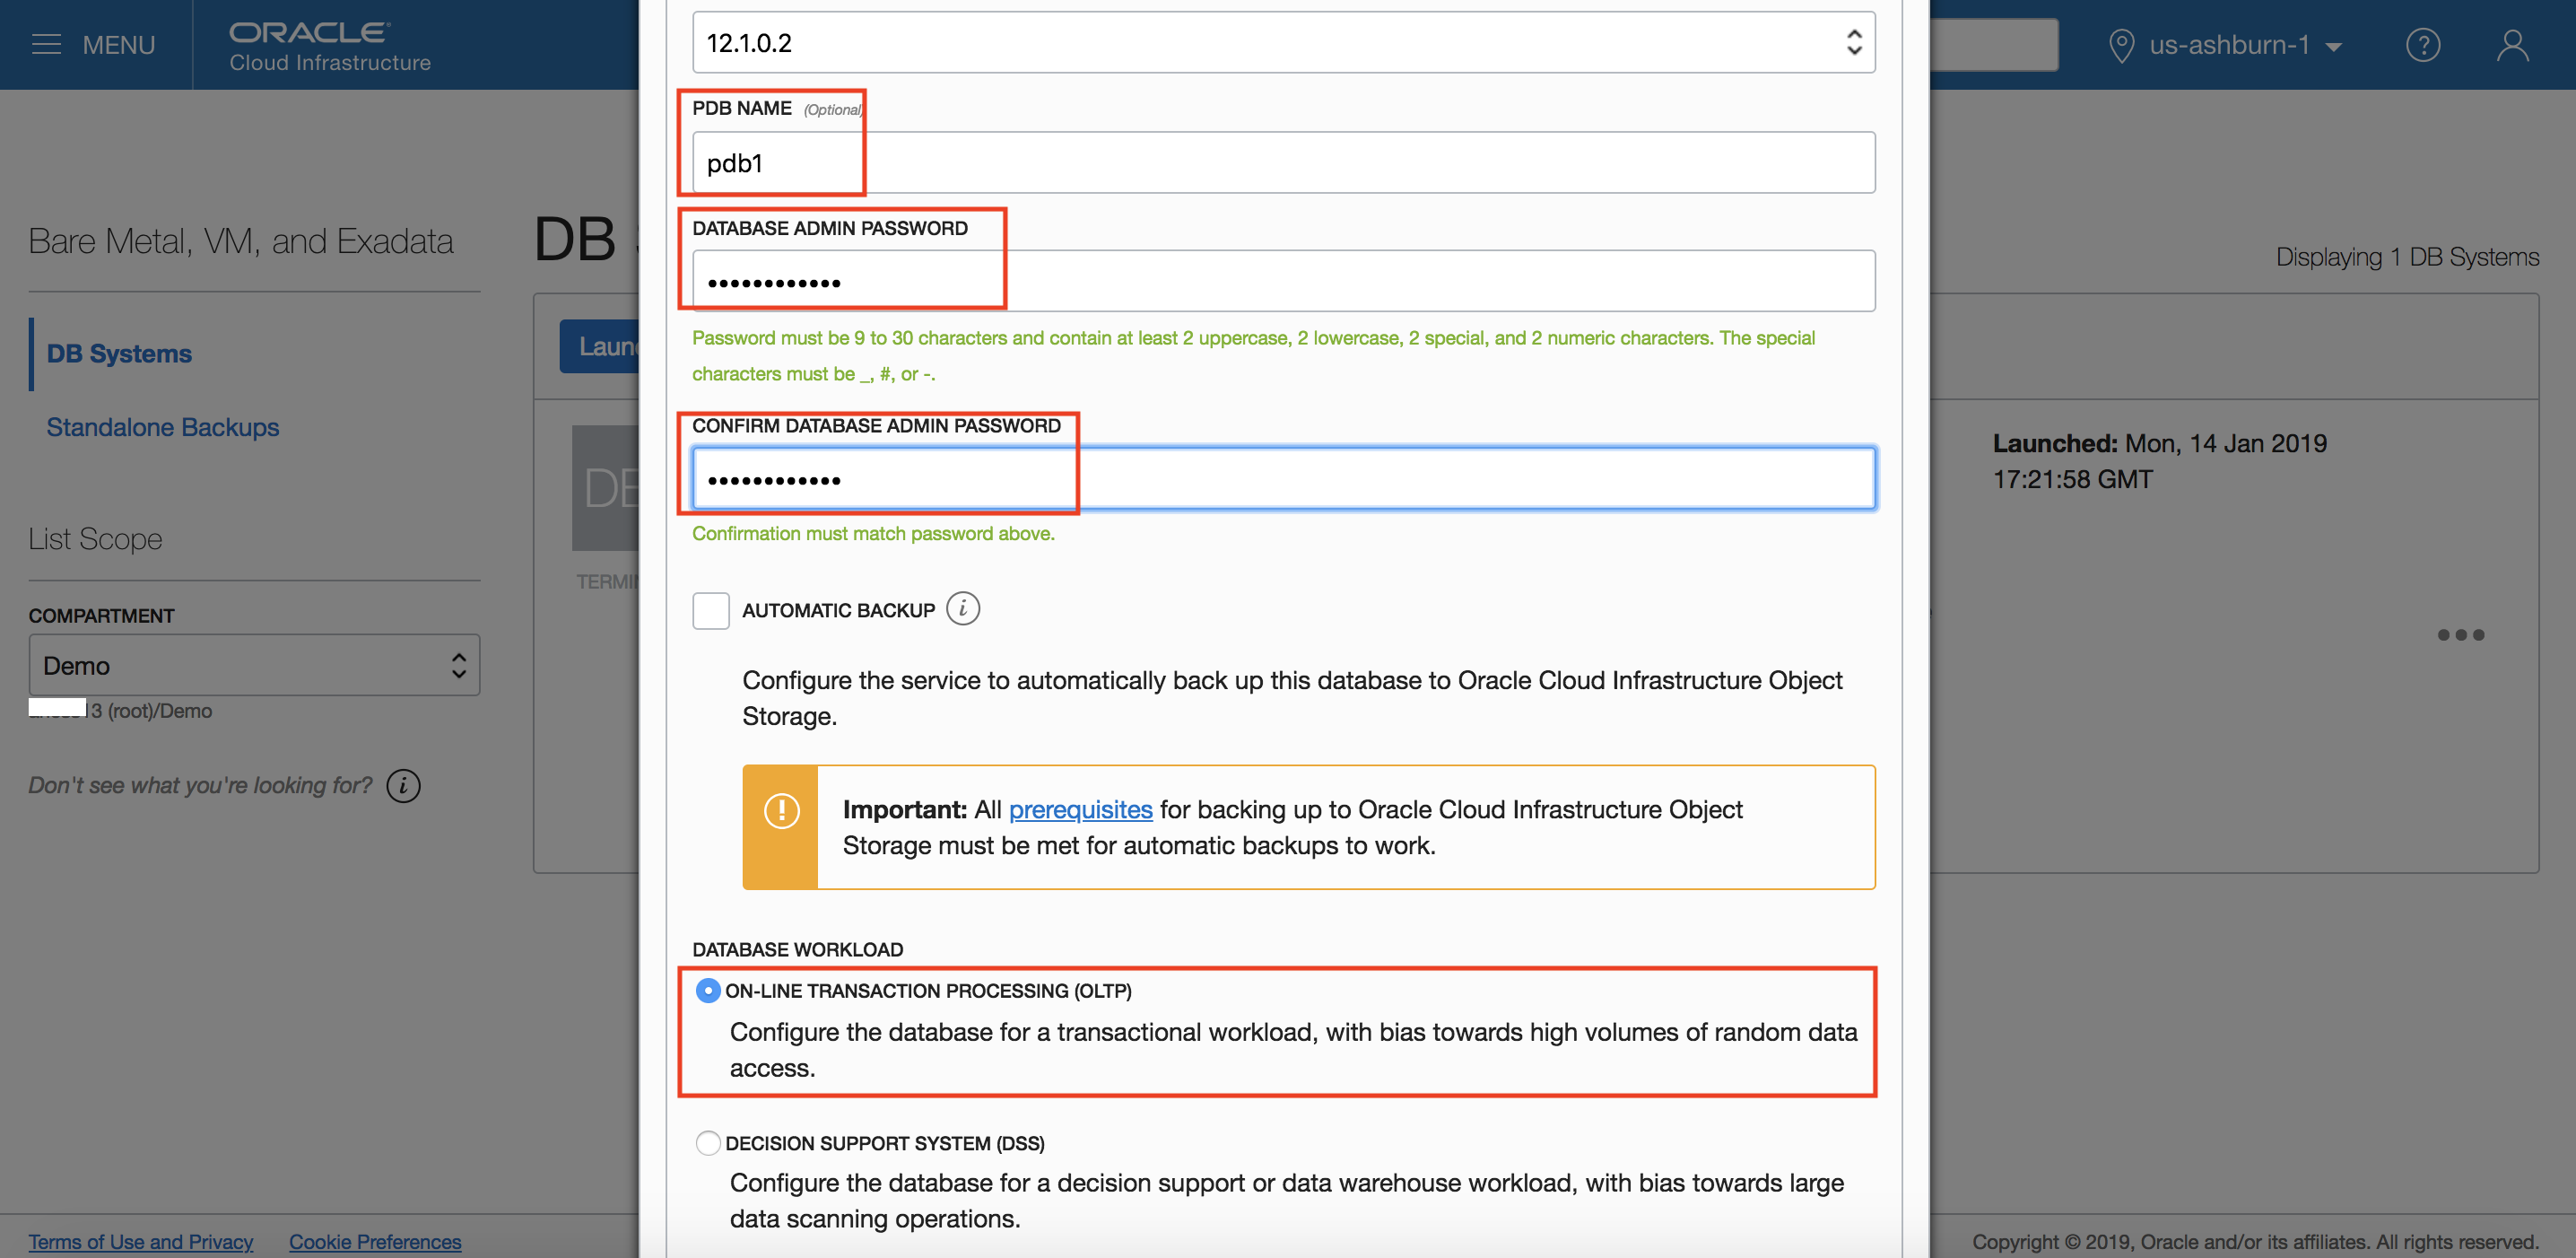 MENU
ORACLE
Cloud Infrastructure
us-ashburn-1
Bare Metal, VM, and Exadata
DB Systems
Standalone Backups
List Scope
COMPARTMENT
Demo
3 (root)/Demo
Don't see what you're looking for?
DB
12.1.0.2
PDB NAME (Optional)
pdb1
DATABASE ADMIN PASSWORD
••••••••••••
Password must be 9 to 30 characters and contain at least 2 uppercase, 2 lowercase, 2 special, and 2 numeric characters. The special
characters must be _, #, or -.
CONFIRM DATABASE ADMIN PASSWORD
••••••••••••
Confirmation must match password above.
AUTOMATIC BACKUP
Configure the service to automatically back up this database to Oracle Cloud Infrastructure Object
Storage.
Important: All prerequisites for backing up to Oracle Cloud Infrastructure Object
Storage must be met for automatic backups to work.
DATABASE WORKLOAD
ON-LINE TRANSACTION PROCESSING (OLTP)
Configure the database for a transactional workload, with bias towards high volumes of random data
access.
DECISION SUPPORT SYSTEM (DSS)
Configure the database for a decision support or data warehouse workload, with bias towards large
data scanning operations.
Displaying 1 DB Systems
Launched: Mon, 14 Jan 2019
17:21:58 GMT
Terms of Use and Privacy Cookie Preferences
Copyright © 2019, Oracle and/or its affiliates. All rights reserved.